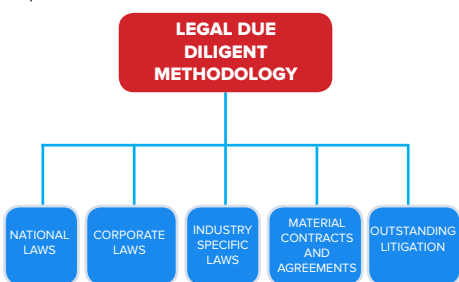 LEGAL DUE
DILIGENT
METHODOLOGY
NATIONAL
LAWS
CORPORATE
LAWS
INDUSTRY
SPECIFIC
LAWS
MATERIAL
CONTRACTS
AND
AGREEMENTS
OUTSTANDING
LITIGATION